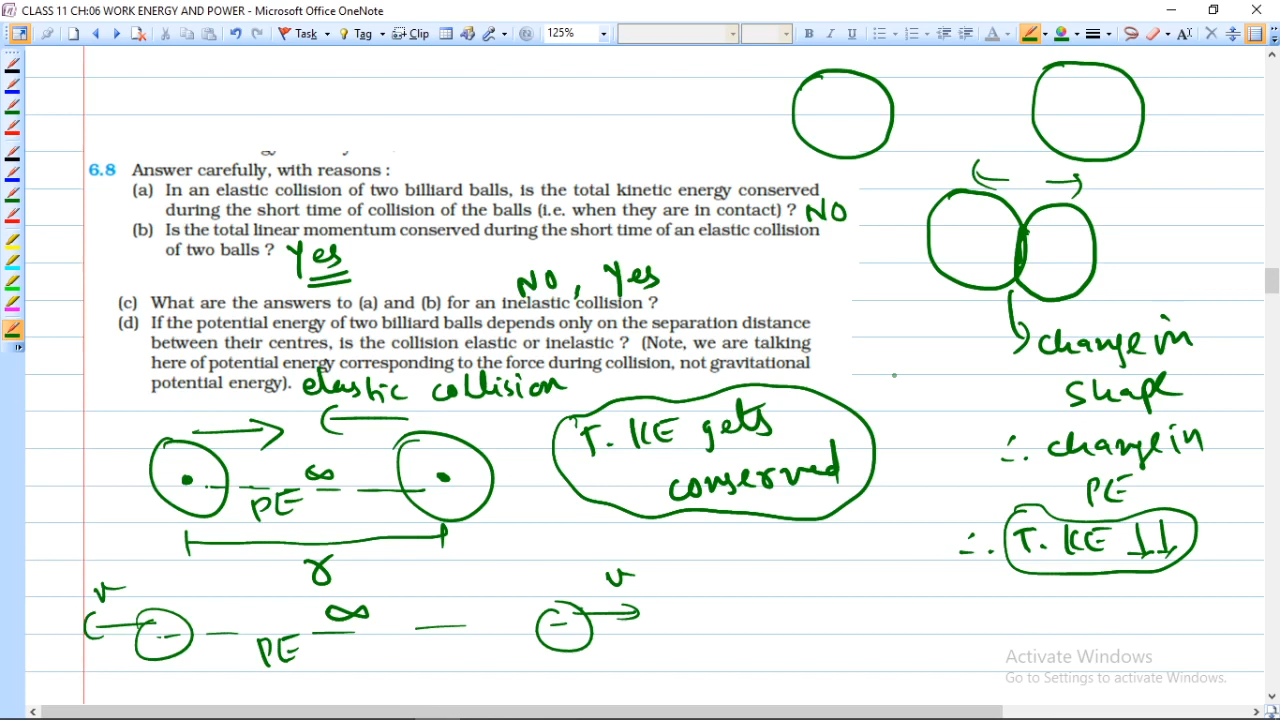 CLASS 11 CH:06 WORK ENERGY AND POWER - Microsoft Office OneNote
Task Tag Clip 125% B I U
6.8 Answer carefully, with reasons :
(a) In an elastic collision of two billiard balls, is the total kinetic energy conserved
during the short time of collision of the balls (i.e. when they are in contact) ? NO
(b) Is the total linear momentum conserved during the short time of an elastic collision
of two balls ? Yes
NO, Yes
(c) What are the answers to (a) and (b) for an inelastic collision ?
(d) If the potential energy of two billiard balls depends only on the separation distance
between their centres, is the collision elastic or inelastic ? (Note, we are talking
here of potential energy corresponding to the force during collision, not gravitational
potential energy). elastic collision
change in
shape
∴ change in
PE
∴ T. KE ↓↓
T. KE gets
conserved
∞
PE
r
v
v
∞
PE
Activate Windows
Go to Settings to activate Windows.